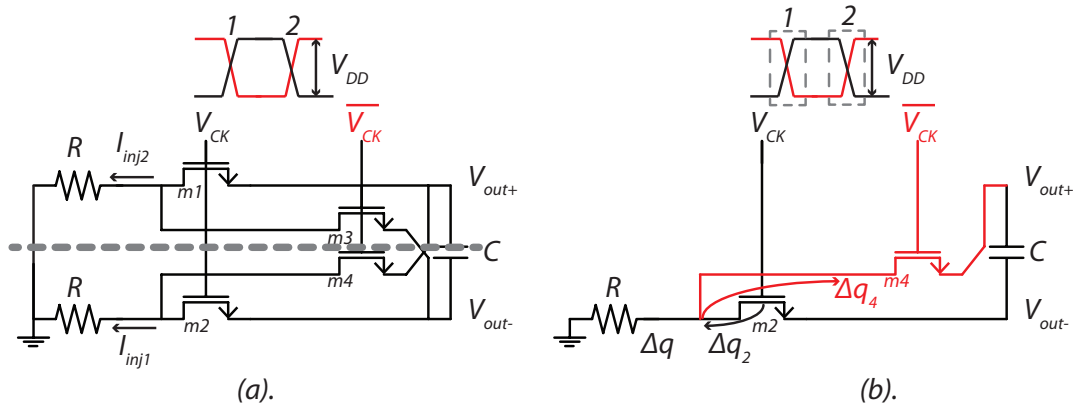 1 2
V_DD
V_CK
V̅_CK̅
R
I_inj2
m1
V_out+
m3
C
m4
R
m2
V_out-
I_inj1
(a).
1 2
V_DD
V_CK
V̅_CK̅
V_out+
C
m4
R
Δq_4
m2
V_out-
Δq
Δq_2
(b).